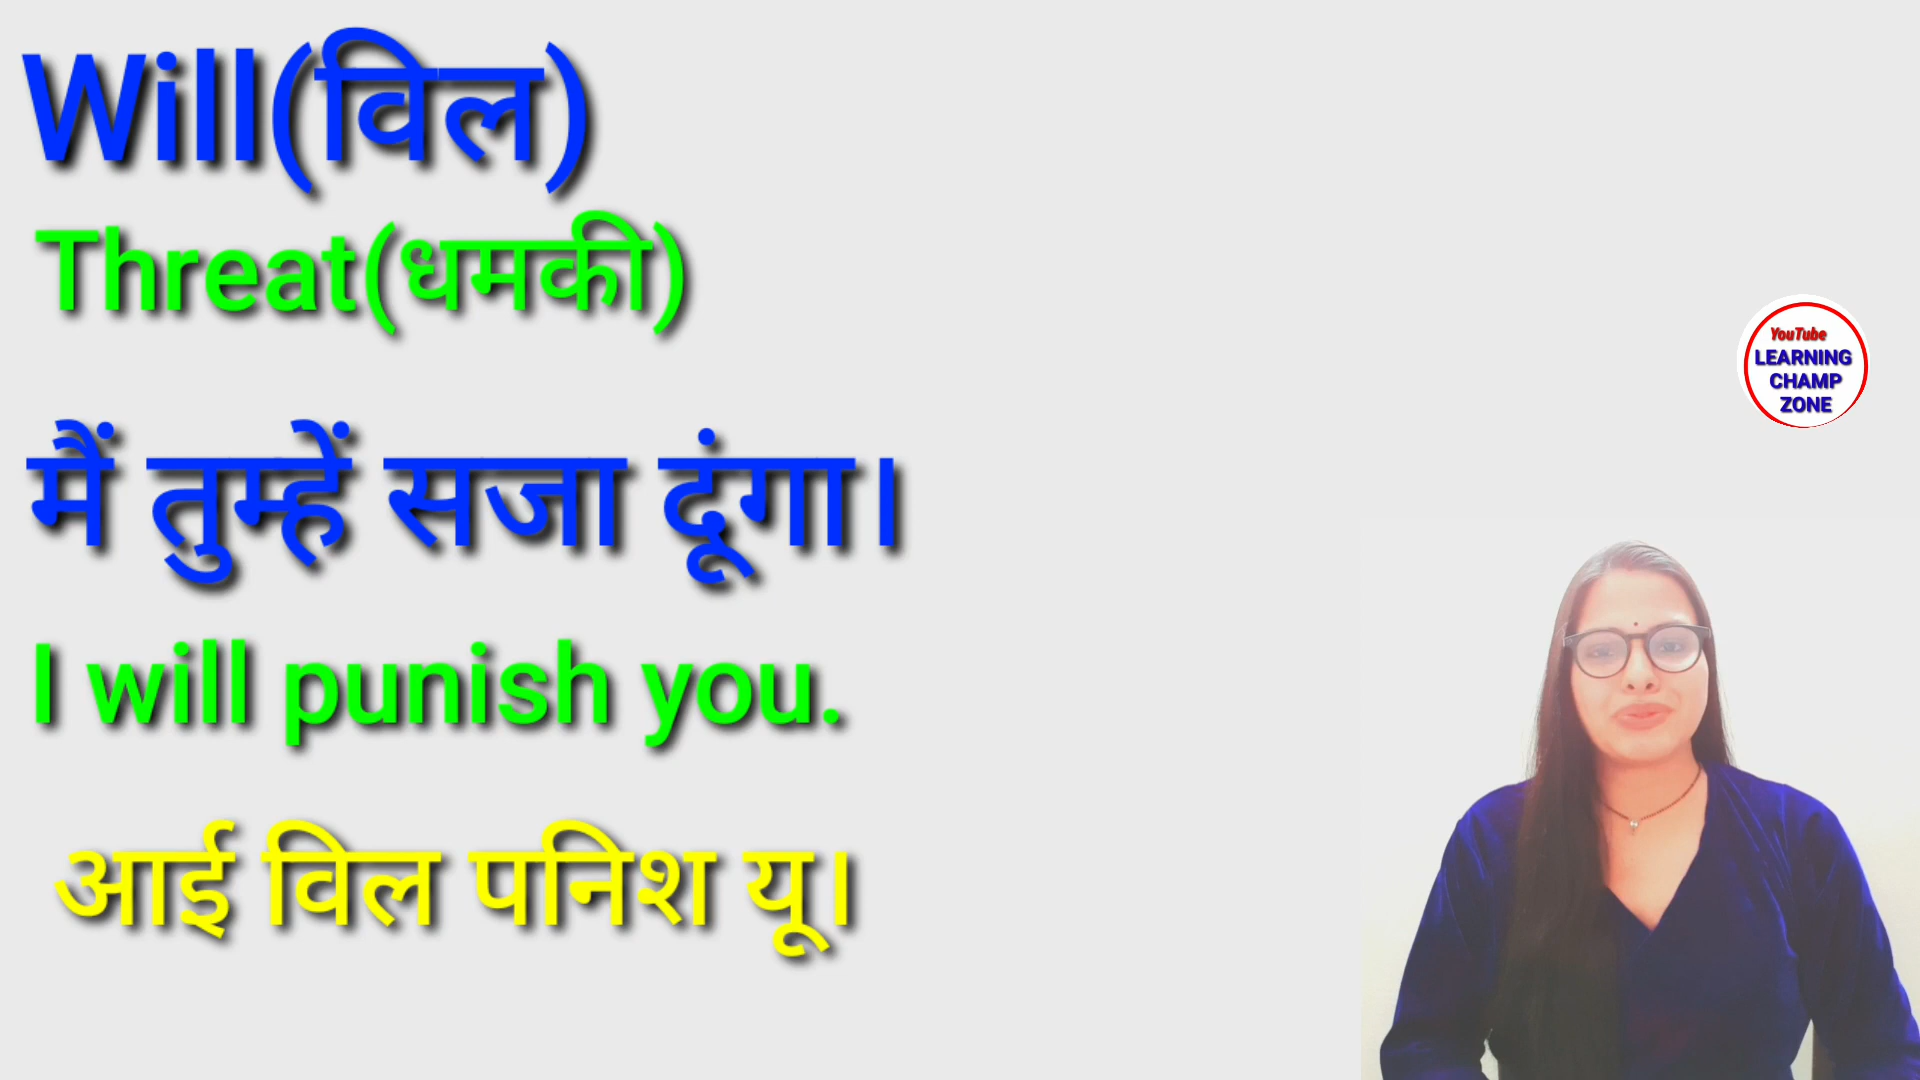 Will(विल)
Threat(धमकी)
मैं तुम्हें सजा दूंगा।
I will punish you.
आई विल पनिश यू।
YouTube
LEARNING
CHAMP
ZONE